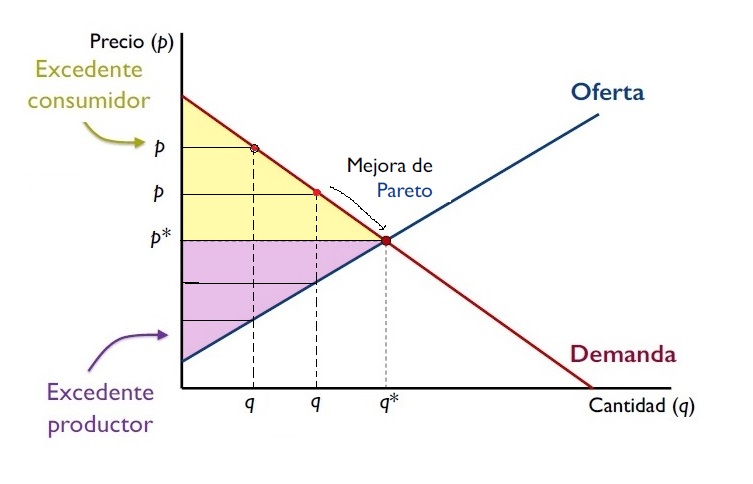 Precio (p)
Excedente
consumidor
Oferta
p
Mejora de
Pareto
p
p*
Demanda
Excedente
productor
q
q
q*
Cantidad (q)